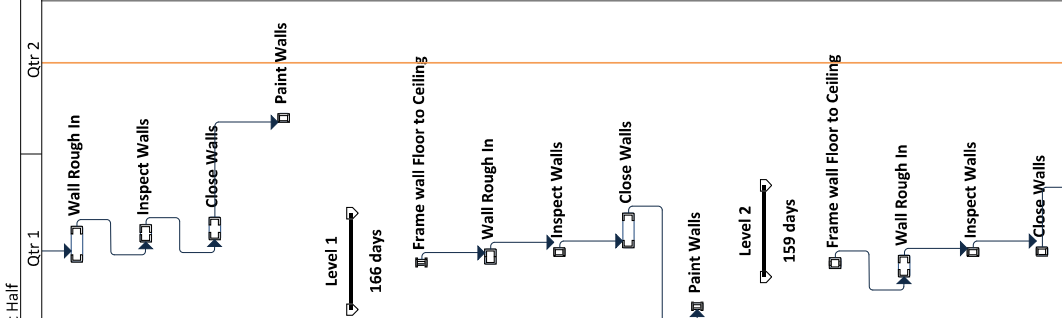 Half
Qtr 1
Qtr 2
Wall Rough In
Inspect Walls
Close Walls
Paint Walls
Level 1
166 days
Frame wall Floor to Ceiling
Wall Rough In
Inspect Walls
Close Walls
Paint Walls
Level 2
159 days
Frame wall Floor to Ceiling
Wall Rough In
Inspect Walls
Close Walls